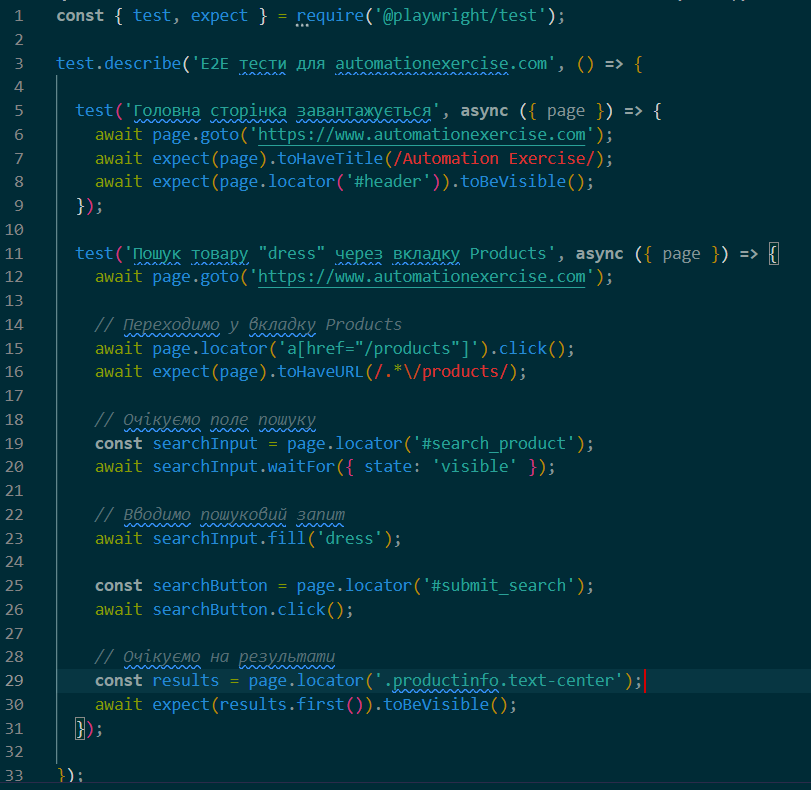 1 const { test, expect } = require('@playwright/test');
2
3 test.describe('E2E тести для automationexercise.com', () => {
4
5 test('Головна сторінка завантажується', async ({ page }) => {
6 await page.goto('https://www.automationexercise.com');
7 await expect(page).toHaveTitle(/Automation Exercise/);
8 await expect(page.locator('#header')).toBeVisible();
9 });
10
11 test('Пошук товару "dress" через вкладку Products', async ({ page }) => {
12 await page.goto('https://www.automationexercise.com');
13
14 // Переходимо у вкладку Products
15 await page.locator('a[href="/products"]').click();
16 await expect(page).toHaveURL(/.*\/products/);
17
18 // Очікуємо поле пошуку
19 const searchInput = page.locator('#search_product');
20 await searchInput.waitFor({ state: 'visible' });
21
22 // Вводимо пошуковий запит
23 await searchInput.fill('dress');
24
25 const searchButton = page.locator('#submit_search');
26 await searchButton.click();
27
28 // Очікуємо на результати
29 const results = page.locator('.productinfo.text-center');
30 await expect(results.first()).toBeVisible();
31 });
32
33 });